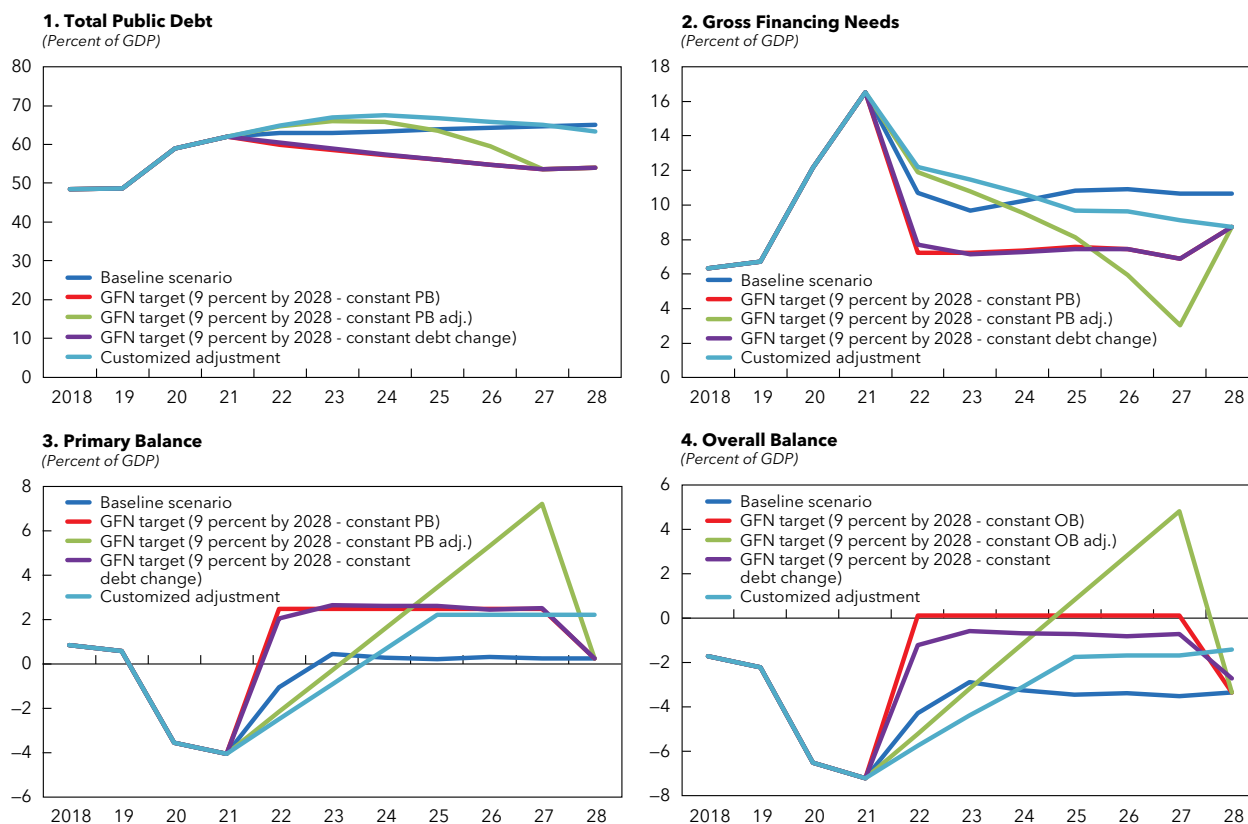 1. Total Public Debt
(Percent of GDP)
80
70
60
50
40
30
20
10
0
Baseline scenario
GFN target (9 percent by 2028 - constant PB)
GFN target (9 percent by 2028 - constant PB adj.)
GFN target (9 percent by 2028 - constant debt change)
Customized adjustment
2018 19 20 21 22 23 24 25 26 27 28
2. Gross Financing Needs
(Percent of GDP)
18
16
14
12
10
8
6
4
2
0
Baseline scenario
GFN target (9 percent by 2028 - constant PB)
GFN target (9 percent by 2028 - constant PB adj.)
GFN target (9 percent by 2028 - constant debt change)
Customized adjustment
2018 19 20 21 22 23 24 25 26 27 28
3. Primary Balance
(Percent of GDP)
8
6
4
2
0
−2
−4
−6
Baseline scenario
GFN target (9 percent by 2028 - constant PB)
GFN target (9 percent by 2028 - constant PB adj.)
GFN target (9 percent by 2028 - constant
debt change)
Customized adjustment
2018 19 20 21 22 23 24 25 26 27 28
4. Overall Balance
(Percent of GDP)
6
4
2
0
−2
−4
−6
−8
Baseline scenario
GFN target (9 percent by 2028 - constant OB)
GFN target (9 percent by 2028 - constant OB adj.)
GFN target (9 percent by 2028 - constant
debt change)
Customized adjustment
2018 19 20 21 22 23 24 25 26 27 28